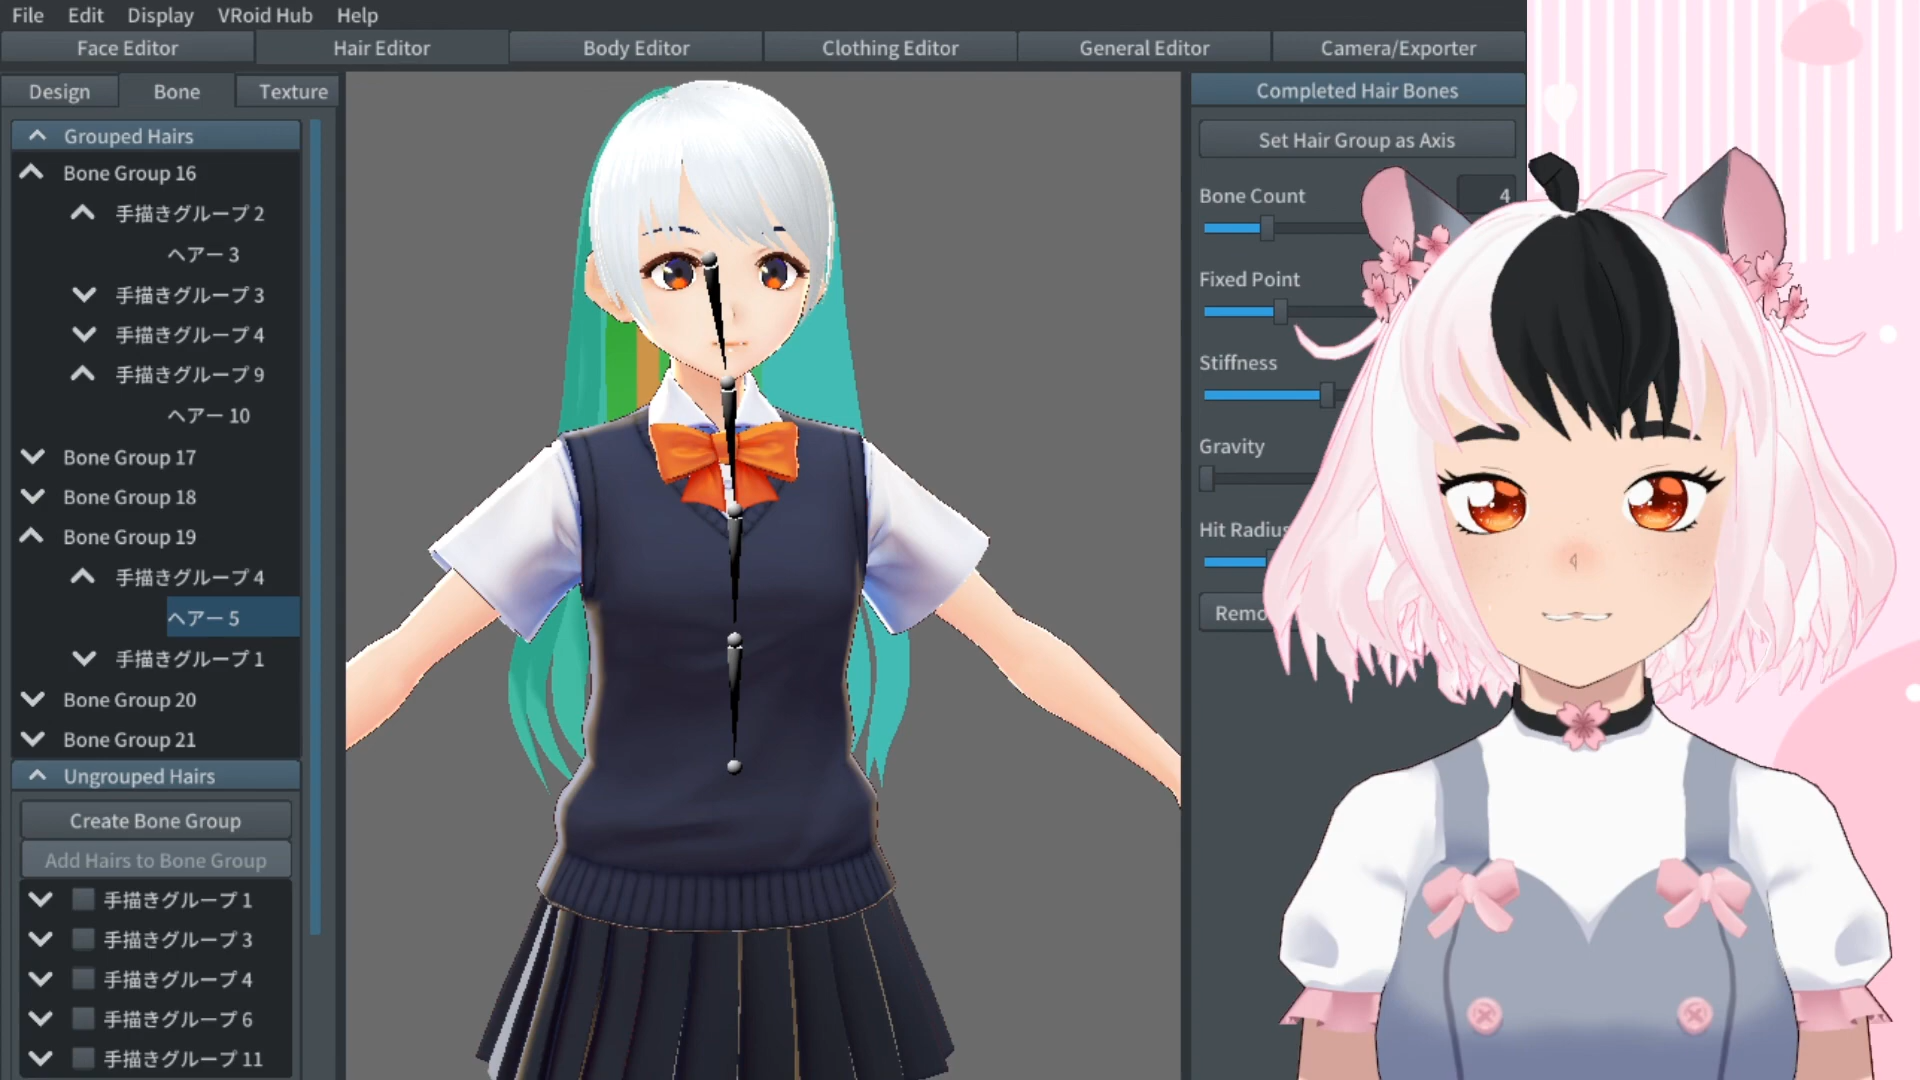 File Edit Display VRoid Hub Help
Face Editor Hair Editor Body Editor Clothing Editor General Editor Camera/Exporter
Design Bone Texture
Grouped Hairs
Bone Group 16
手描きグループ 2
ヘアー 3
手描きグループ 3
手描きグループ 4
手描きグループ 9
ヘアー 10
Bone Group 17
Bone Group 18
Bone Group 19
手描きグループ 4
ヘアー 5
手描きグループ 1
Bone Group 20
Bone Group 21
Ungrouped Hairs
Create Bone Group
Add Hairs to Bone Group
手描きグループ 1
手描きグループ 3
手描きグループ 4
手描きグループ 6
手描きグループ 11
Completed Hair Bones
Set Hair Group as Axis
Bone Count 4
Fixed Point
Stiffness
Gravity
Hit Radius
Remo